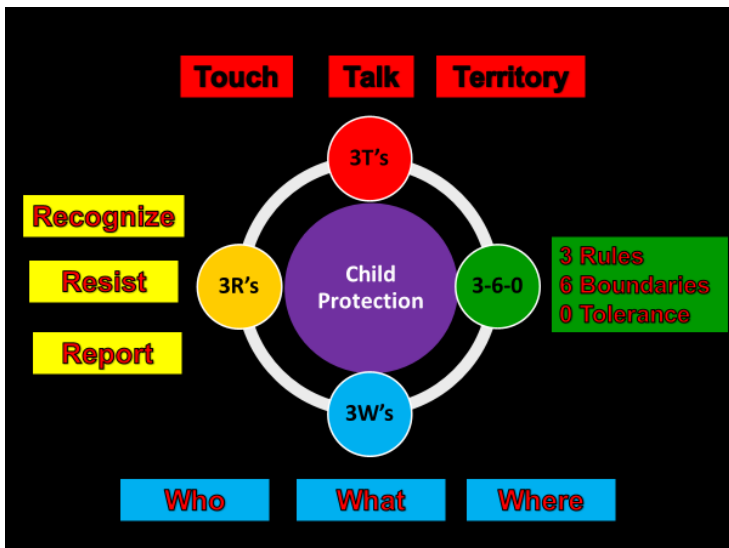 Touch Talk Territory
3T's
Recognize
Resist
Report
3R's
Child
Protection
3-6-0
3 Rules
6 Boundaries
0 Tolerance
3W's
Who What Where